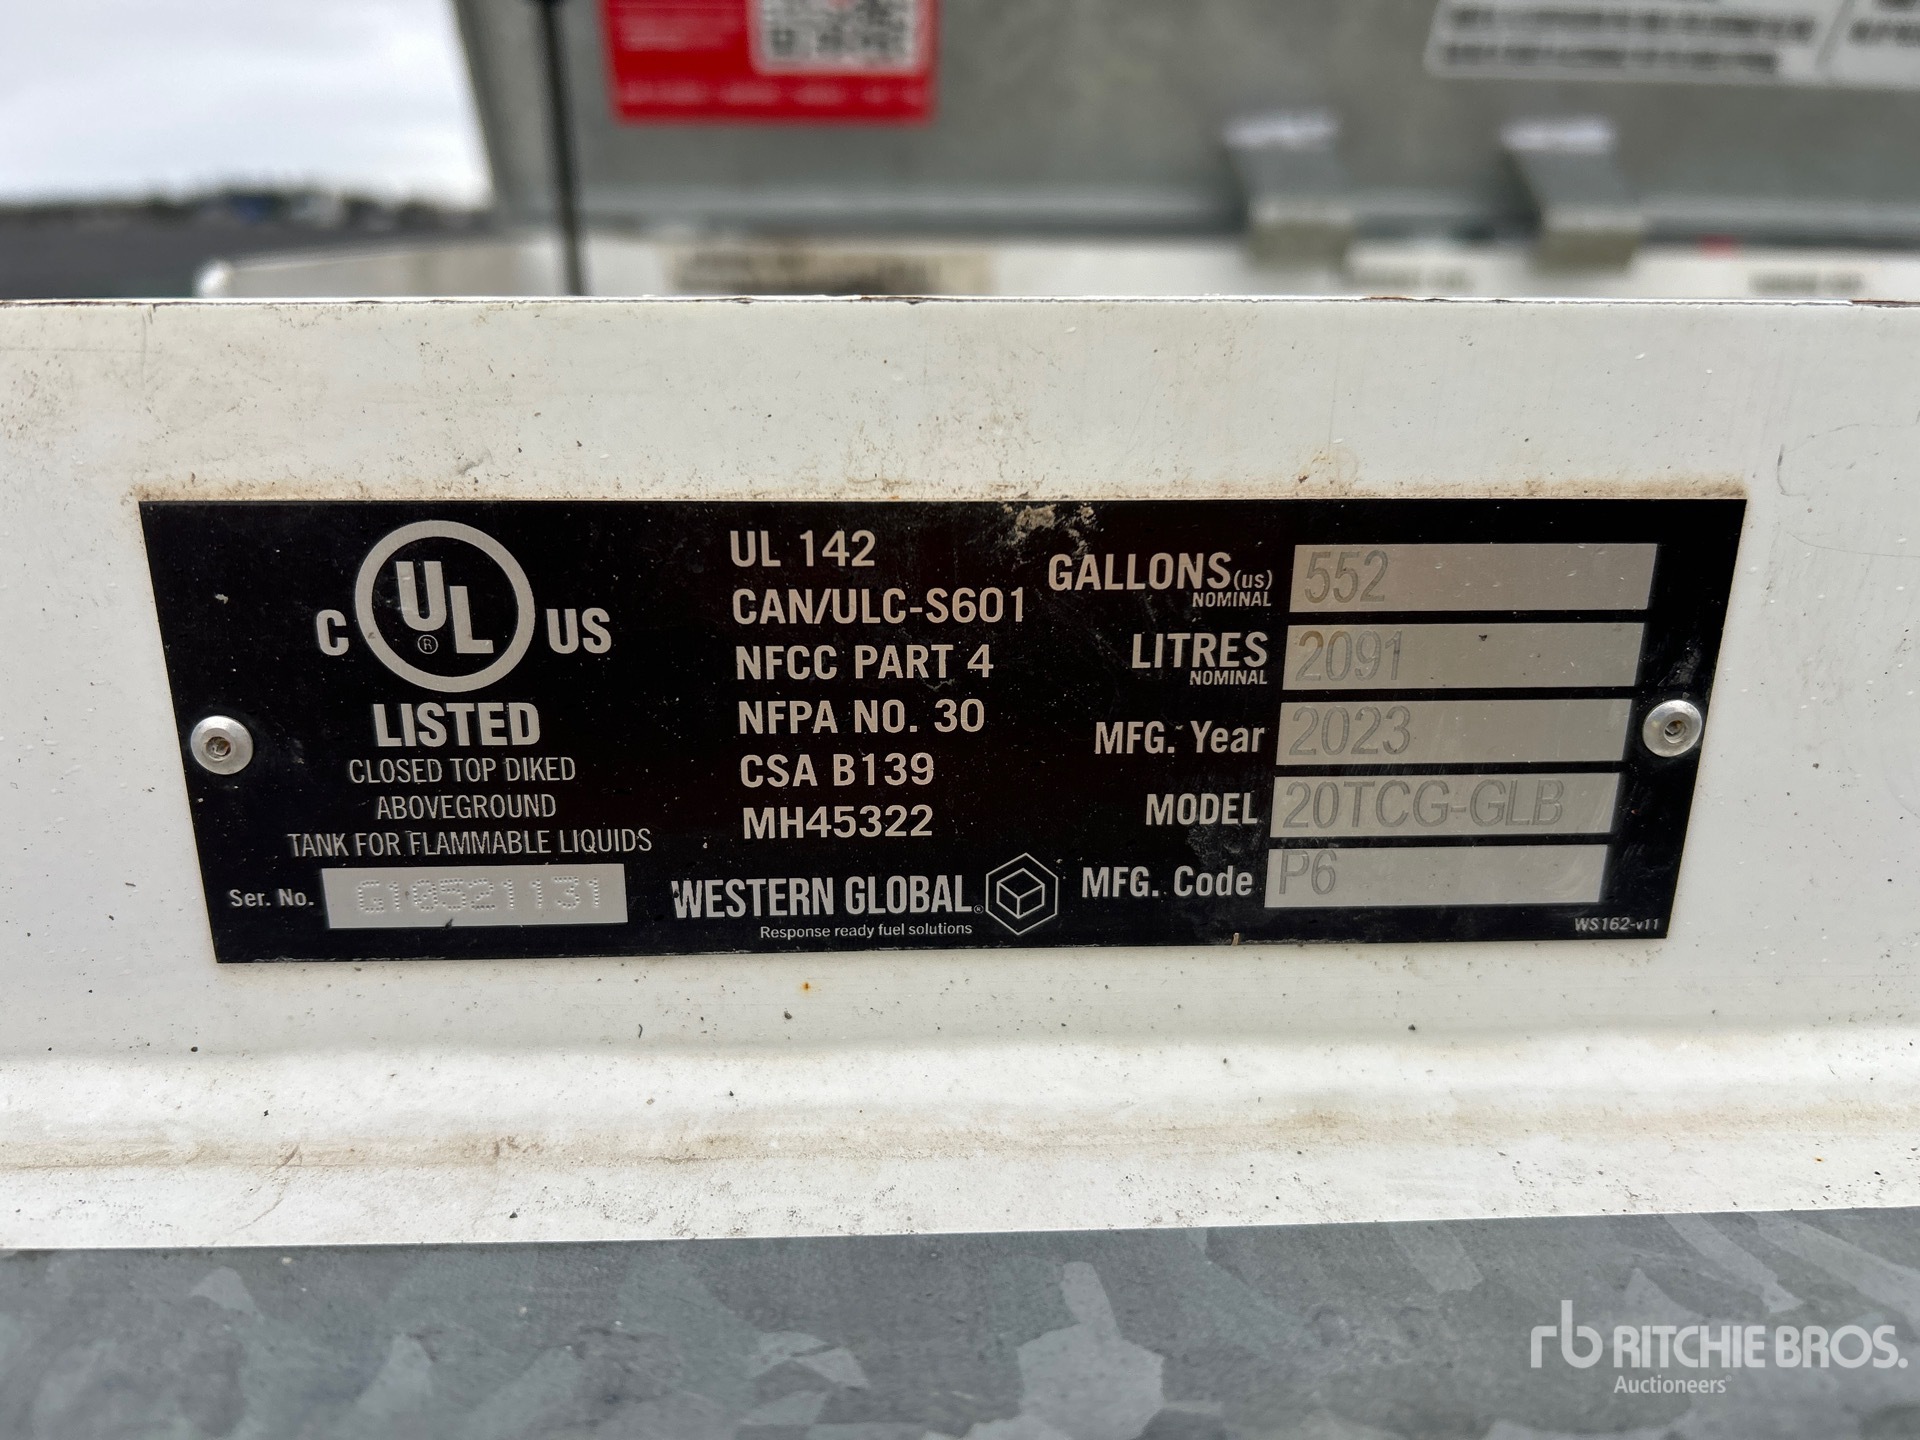 UL
®
C US
LISTED
CLOSED TOP DIKED
ABOVEGROUND
TANK FOR FLAMMABLE LIQUIDS
Ser. No. G10521131
UL 142
CAN/ULC-S601
NFCC PART 4
NFPA NO. 30
CSA B139
MH45322
WESTERN GLOBAL®
Response ready fuel solutions
GALLONS(us) 552
NOMINAL
LITRES 2091
NOMINAL
MFG. Year 2023
MODEL 20TCG-GLB
MFG. Code P6
WS162-v11
rb RITCHIE BROS.
Auctioneers